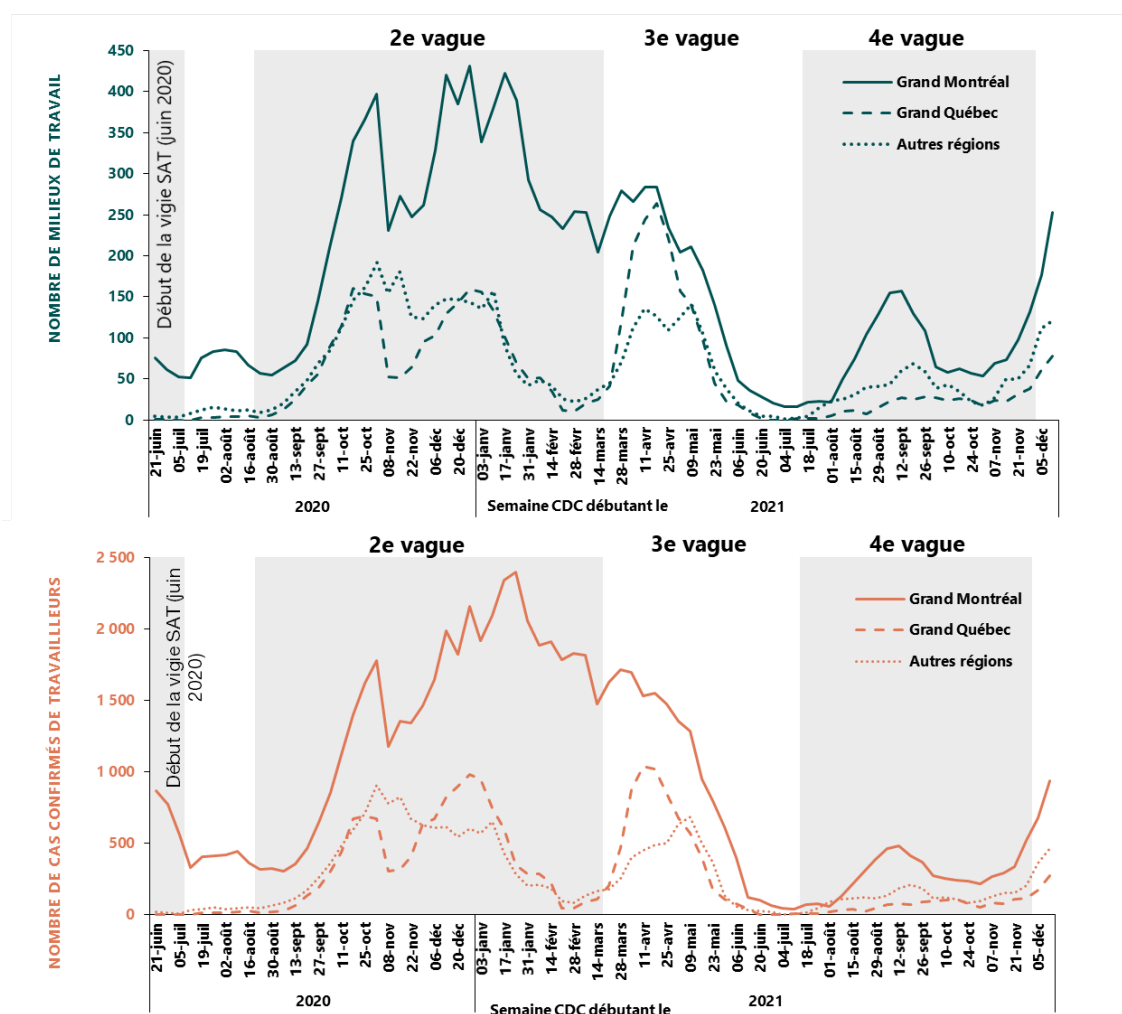 2e vague
3e vague
4e vague
NOMBRE DE MILIEUX DE TRAVAIL
450
400
350
300
250
200
150
100
50
0
Début de la vigie SAT (juin 2020)
Grand Montréal
Grand Québec
Autres régions
21-juin
05-juil
19-juil
02-août
16-août
30-août
13-sept
27-sept
11-oct
25-oct
08-nov
22-nov
06-déc
20-déc
03-janv
17-janv
31-janv
14-févr
28-févr
14-mars
28-mars
11-avr
25-avr
09-mai
23-mai
06-juin
20-juin
04-juil
18-juil
01-août
15-août
29-août
12-sept
26-sept
10-oct
24-oct
07-nov
21-nov
05-déc
2020
Semaine CDC débutant le
2021
2e vague
3e vague
4e vague
NOMBRE DE CAS CONFIRMÉS DE TRAVAILLLEURS
2 500
2 000
1 500
1 000
500
0
Début de la vigie SAT (juin
2020)
Grand Montréal
Grand Québec
Autres régions
21-juin
05-juil
19-juil
02-août
16-août
30-août
13-sept
27-sept
11-oct
25-oct
08-nov
22-nov
06-déc
20-déc
03-janv
17-janv
31-janv
14-févr
28-févr
14-mars
28-mars
11-avr
25-avr
09-mai
23-mai
06-juin
20-juin
04-juil
18-juil
01-août
15-août
29-août
12-sept
26-sept
10-oct
24-oct
07-nov
21-nov
05-déc
2020
Semaine CDC débutant le
2021